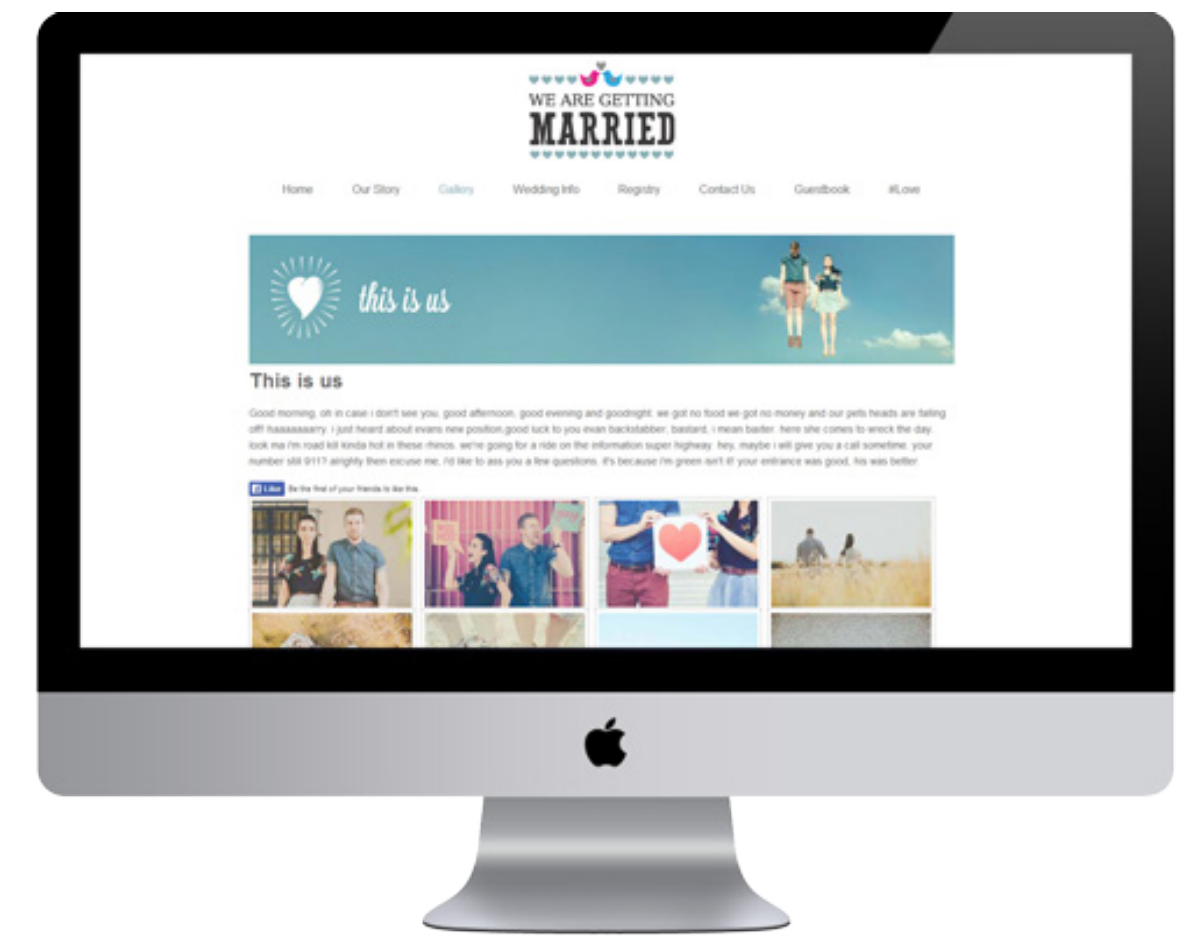 WE ARE GETTING
MARRIED
Home Our Story Gallery Wedding Info Registry Contact Us Guestbook #Love
this is us
This is us
Good morning, oh in case i don't see you, good afternoon, good evening and goodnight. we got no food we got no money and our pets heads are falling
off! haaaaaaarry. i just heard about evans new position,good luck to you evan backstabber, bastard, i mean baxter. here she comes to wreck the day.
look ma i'm road kill kinda hot in these rhinos. we're going for a ride on the information super highway. hey, maybe i will give you a call sometime. your
number still 911? alrighty then excuse me, i'd like to ass you a few questions. it's because i'm green isn't it! your entrance was good, his was better.
Like Be the first of your friends to like this.